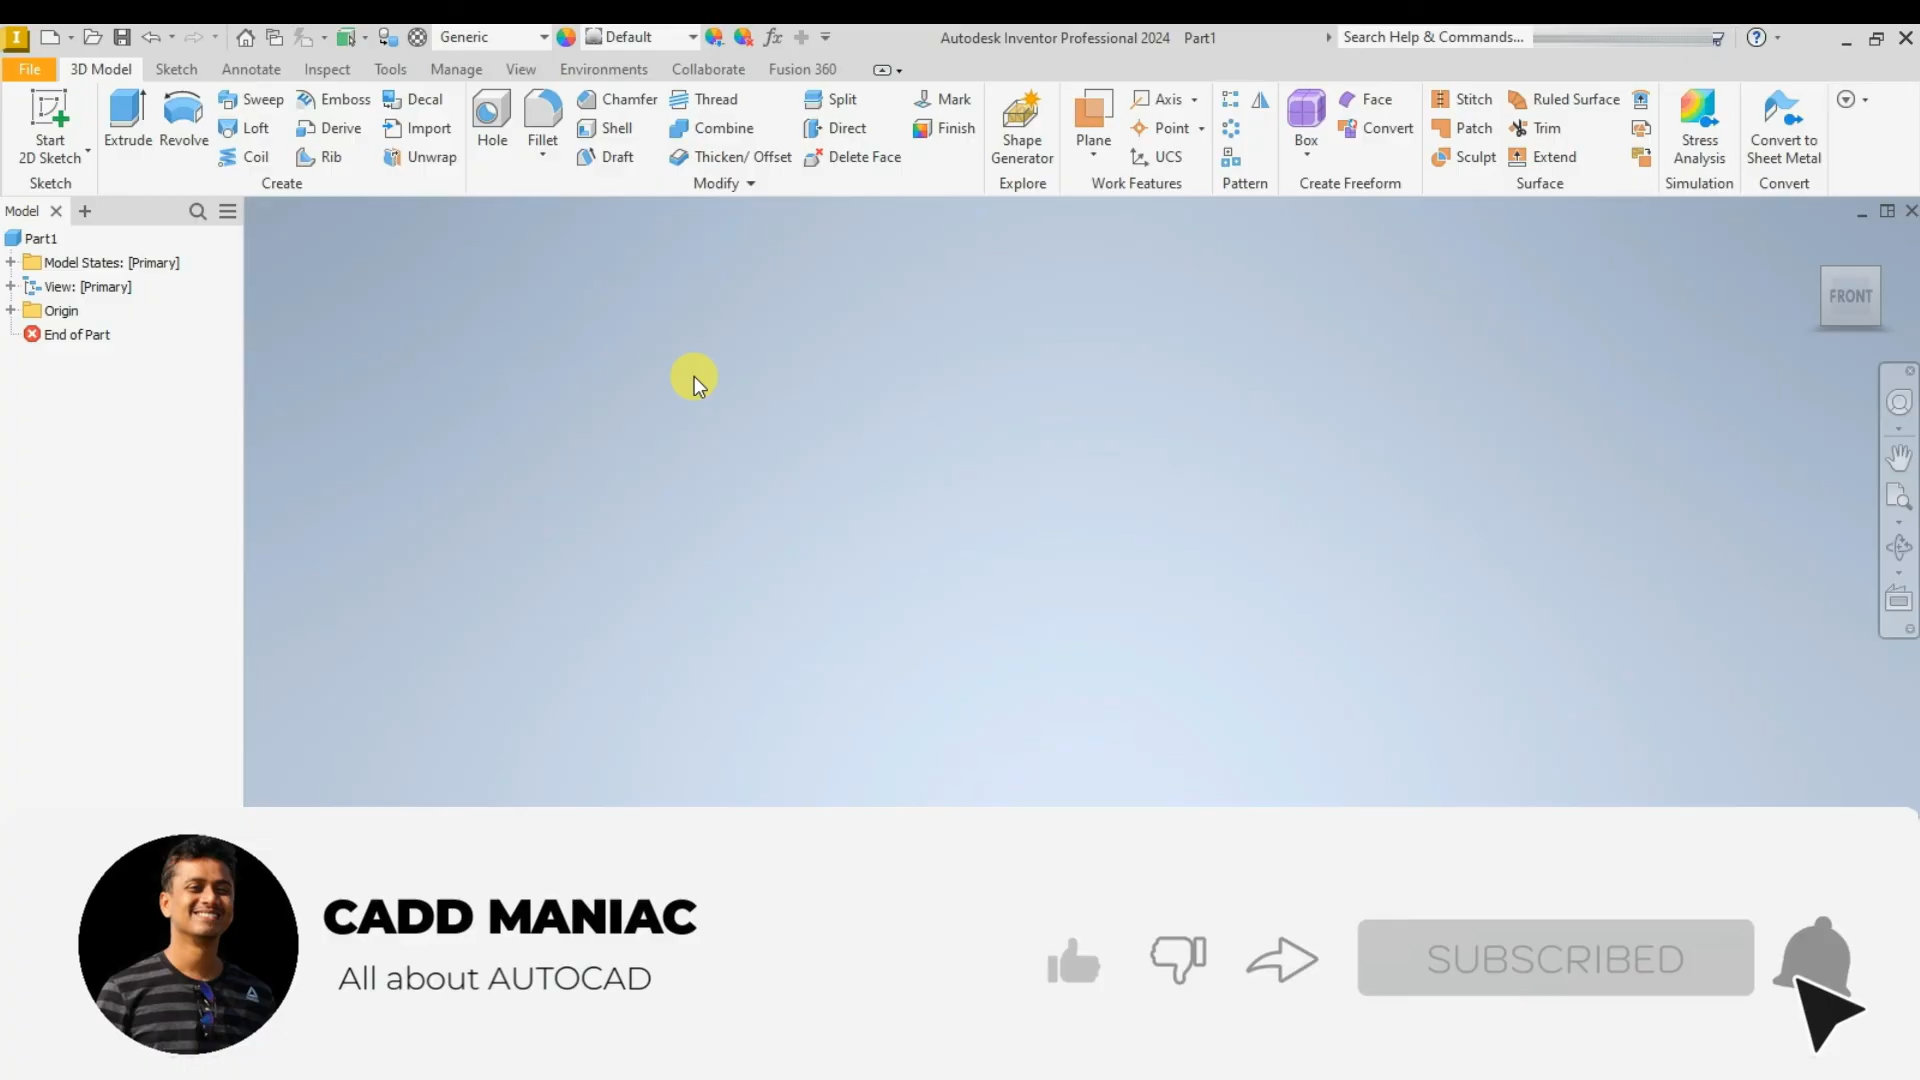 I Generic Default fx Autodesk Inventor Professional 2024 Part1 Search Help & Commands...
File 3D Model Sketch Annotate Inspect Tools Manage View Environments Collaborate Fusion 360
Sweep Emboss Decal Chamfer Thread Split Mark Axis Face Stitch Ruled Surface
Start 2D Sketch Extrude Revolve Loft Derive Import Hole Fillet Shell Combine Direct Finish Shape Generator Plane Point Box Convert Patch Trim Stress Analysis Convert to Sheet Metal
Coil Rib Unwrap Draft Thicken/ Offset Delete Face UCS Sculpt Extend
Sketch Create Modify Explore Work Features Pattern Create Freeform Surface Simulation Convert
Model
Part1
Model States: [Primary]
View: [Primary]
Origin
End of Part
FRONT
CADD MANIAC
All about AUTOCAD
SUBSCRIBED